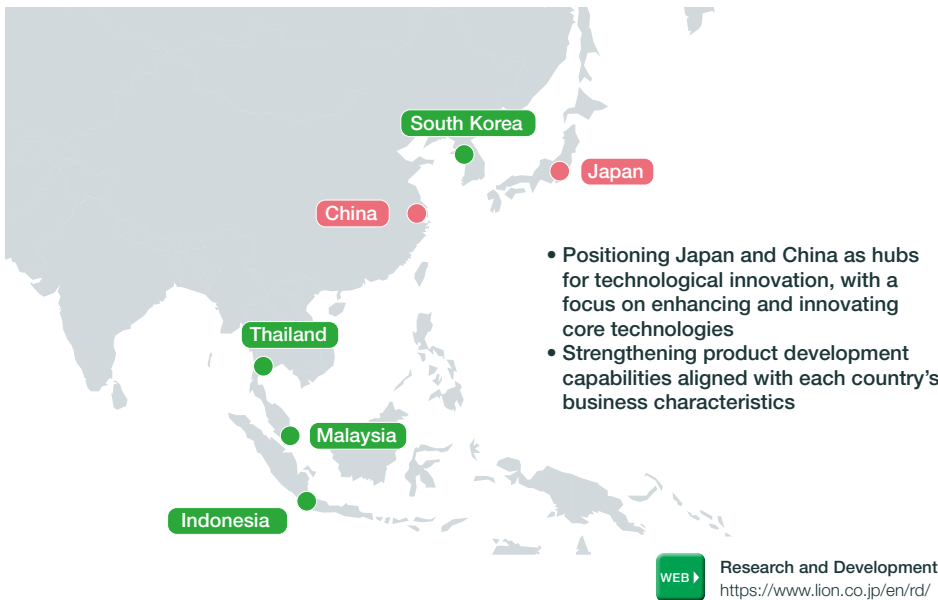 South Korea
Japan
China
• Positioning Japan and China as hubs
for technological innovation, with a
focus on enhancing and innovating
core technologies
• Strengthening product development
capabilities aligned with each country's
business characteristics
Thailand
Malaysia
Indonesia
WEB
Research and Development
https://www.lion.co.jp/en/rd/